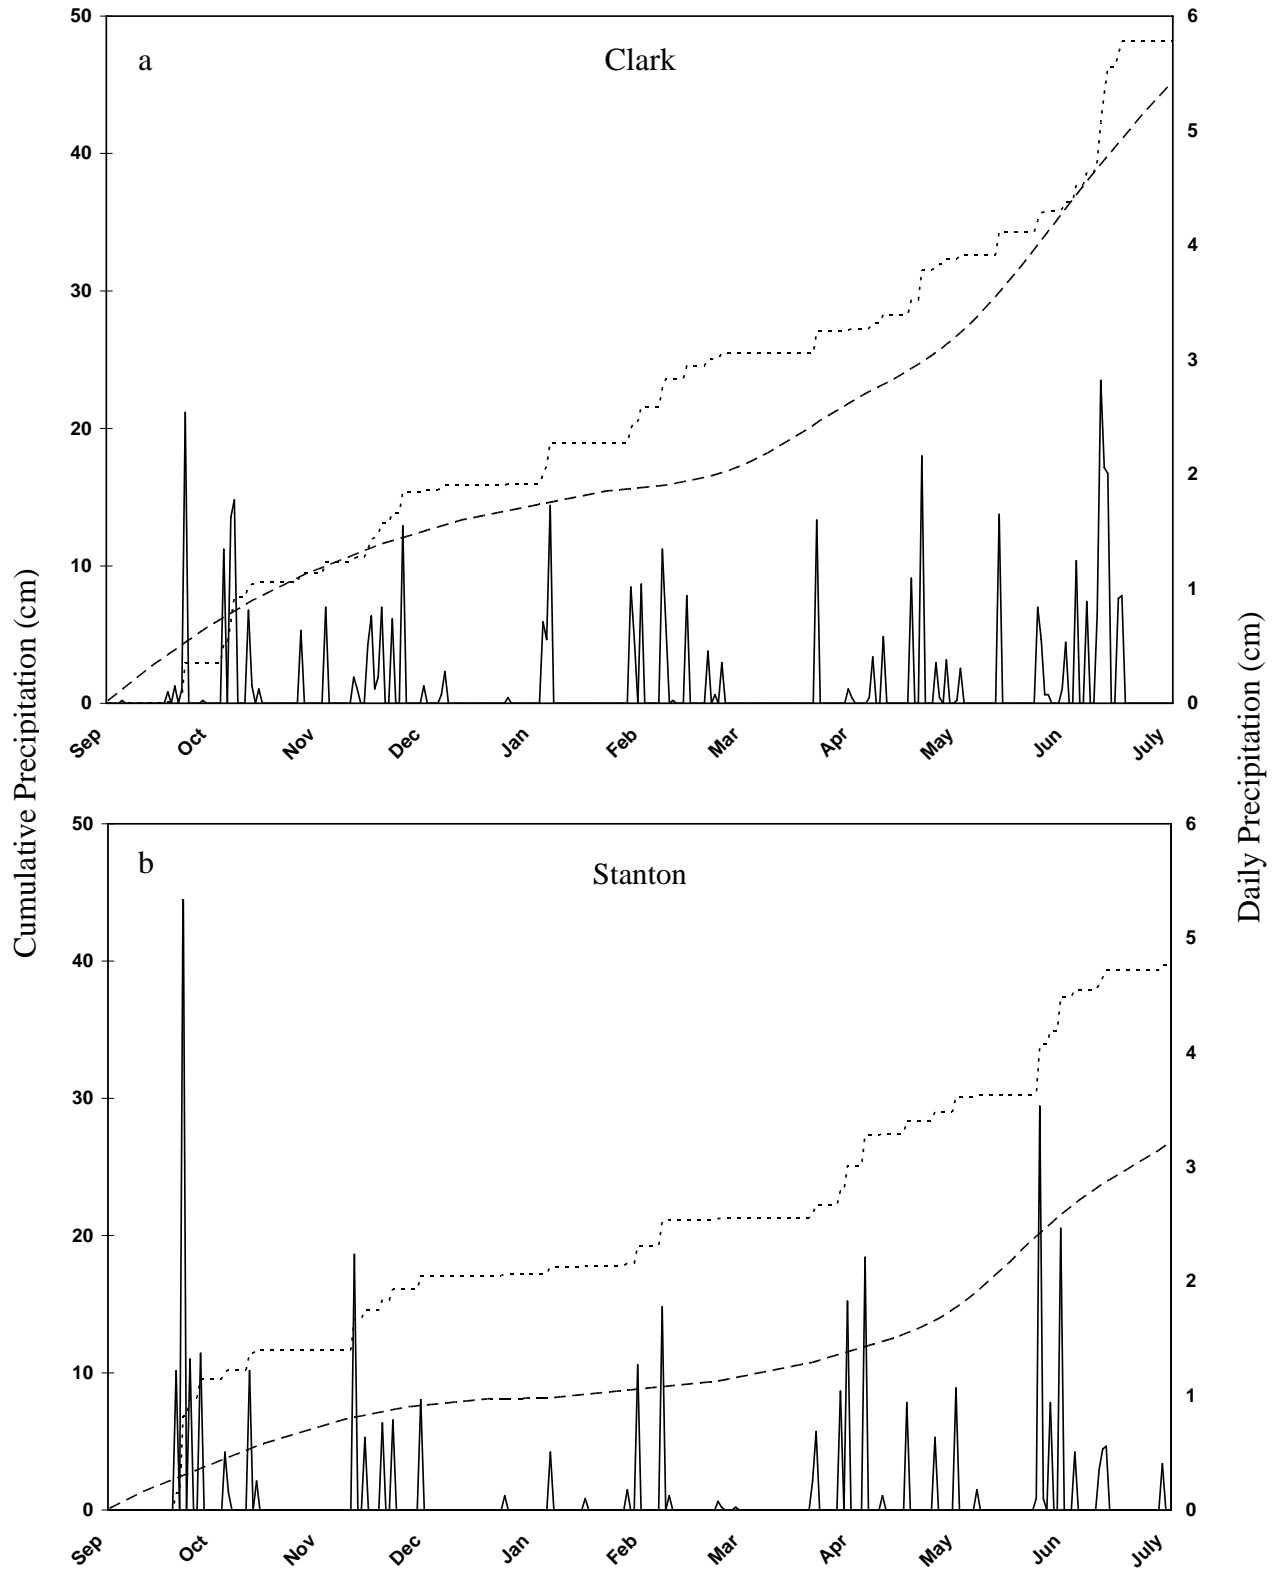 50
6
a
Clark
5
40
4
30
3
20
2
10
1
0
0
Sep
Oct
Nov
Dec
Jan
Feb
Mar
Apr
May
Jun
July
Cumulative Precipitation (cm)
Daily Precipitation (cm)
50
6
b
Stanton
5
40
4
30
3
20
2
10
1
0
0
Sep
Oct
Nov
Dec
Jan
Feb
Mar
Apr
May
Jun
July